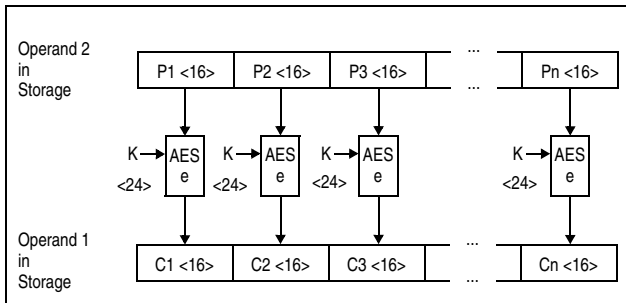 Operand 2
in
Storage
P1 <16> P2 <16> P3 <16> ... ... Pn <16>
K AES e K AES e K AES e K AES e
<24> <24> <24> <24>
Operand 1
in
Storage
C1 <16> C2 <16> C3 <16> ... ... Cn <16>